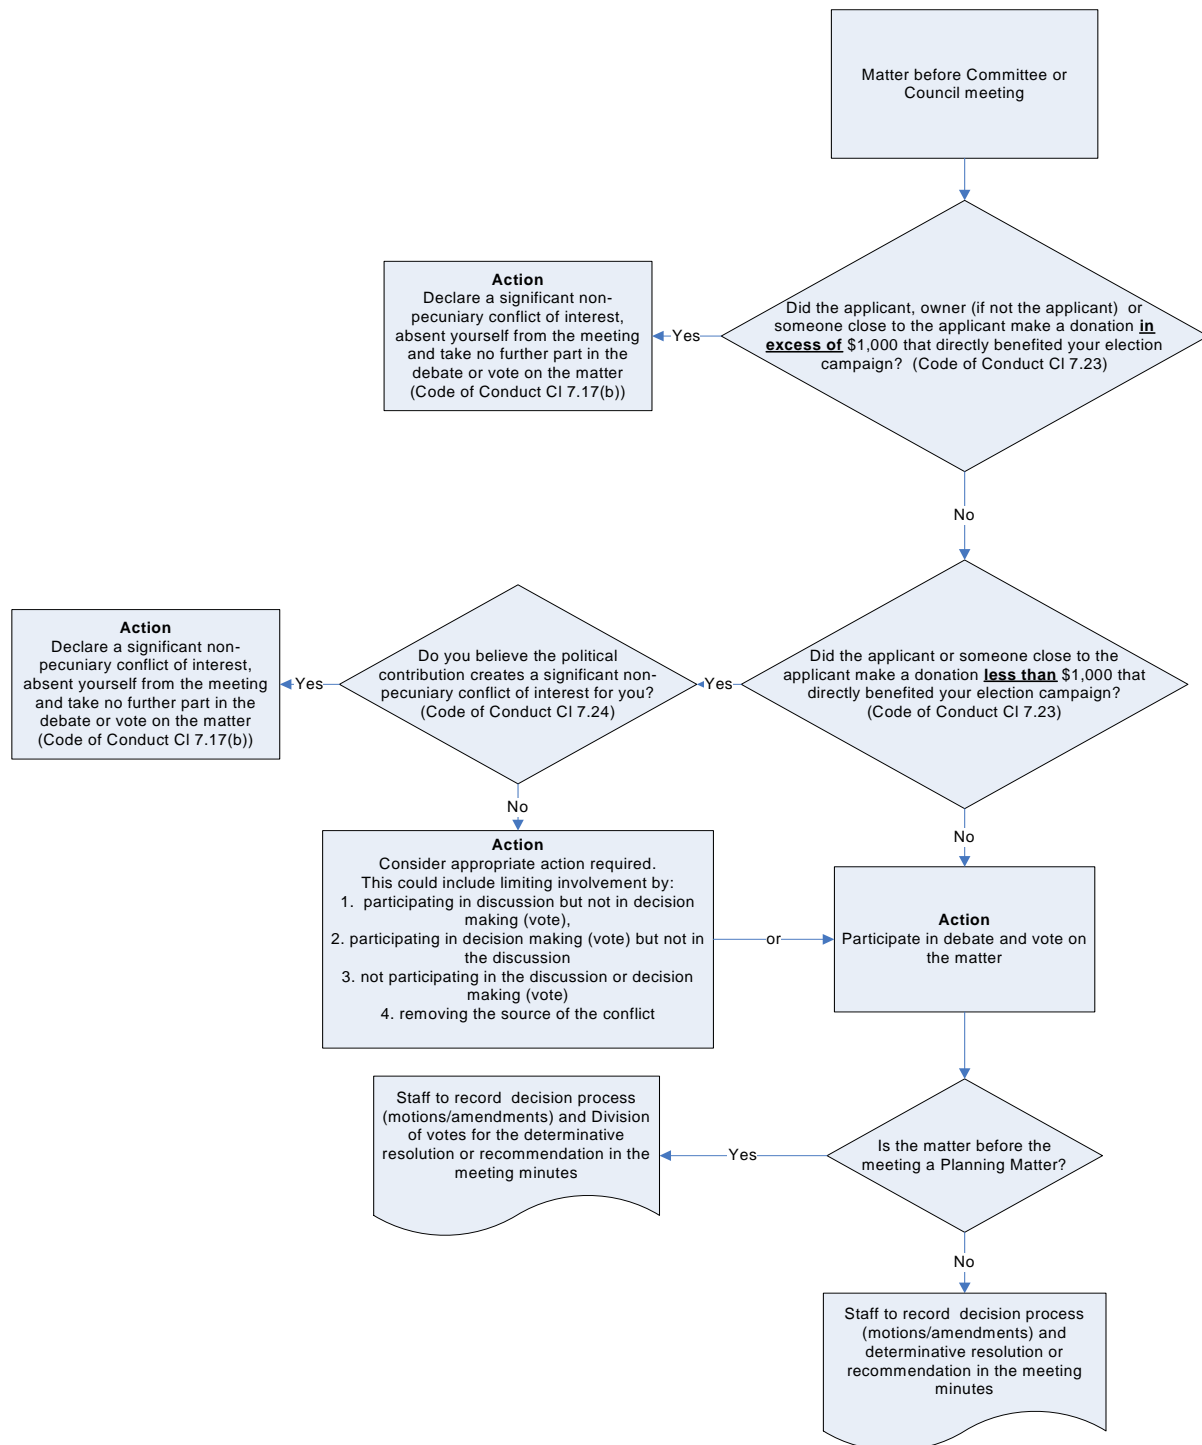 Matter before Committee or
Council meeting
Did the applicant, owner (if not the applicant)  or
someone close to the applicant make a donation in
excess of $1,000 that directly benefited your election
campaign?  (Code of Conduct Cl 7.23)
Yes
Action
Declare a significant non-
pecuniary conflict of interest,
absent yourself from the meeting
and take no further part in the
debate or vote on the matter
(Code of Conduct Cl 7.17(b))
No
Did the applicant or someone close to the
applicant make a donation less than $1,000 that
directly benefited your election campaign?
(Code of Conduct Cl 7.23)
Yes
Do you believe the political
contribution creates a significant non-
pecuniary conflict of interest for you?
(Code of Conduct Cl 7.24)
Yes
Action
Declare a significant non-
pecuniary conflict of interest,
absent yourself from the meeting
and take no further part in the
debate or vote on the matter
(Code of Conduct Cl 7.17(b))
No
Action
Consider appropriate action required.
This could include limiting involvement by:
1.  participating in discussion but not in decision
making (vote),
2. participating in decision making (vote) but not in
the discussion
3. not participating in the discussion or decision
making (vote)
4. removing the source of the conflict
or
No
Action
Participate in debate and vote on
the matter
Is the matter before the
meeting a Planning Matter?
Yes
Staff to record  decision process
(motions/amendments) and Division
of votes for the determinative
resolution or recommendation in the
meeting minutes
No
Staff to record  decision process
(motions/amendments) and
determinative resolution or
recommendation in the meeting
minutes